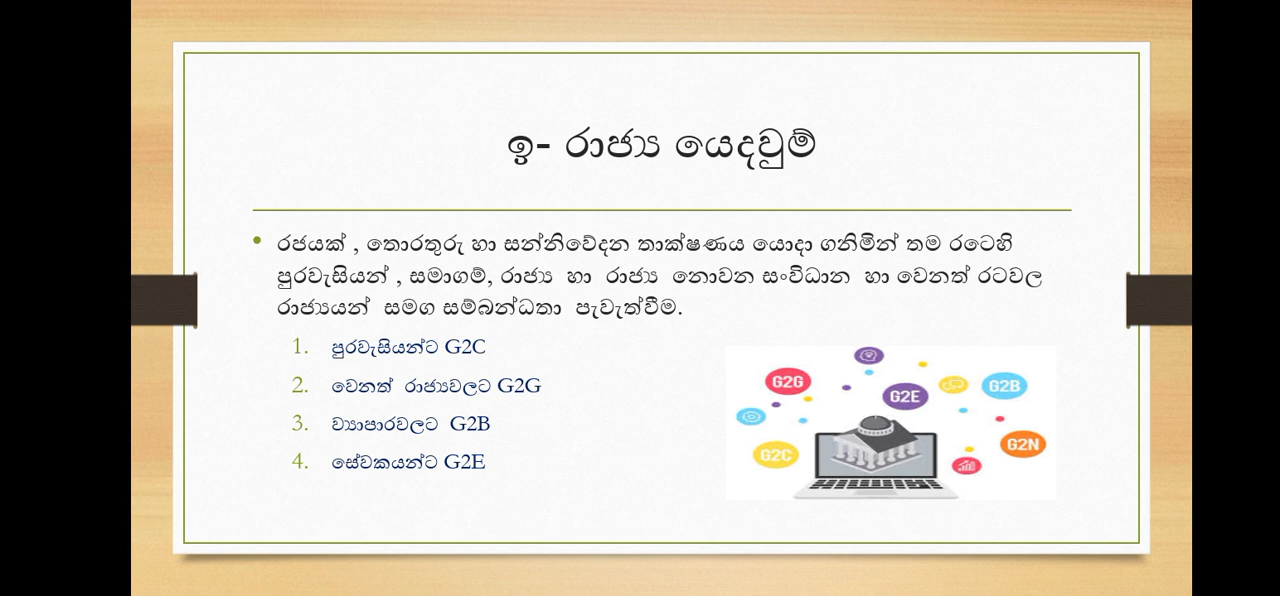 ඉ- රාජ්‍ය යෙදවුම්
• රජයක් , තොරතුරු හා සන්නිවේදන තාක්ෂණය යොදා ගනිමින් තම රටෙහි
පුරවැසියන් , සමාගම්, රාජ්‍ය හා රාජ්‍ය නොවන සංවිධාන හා වෙනත් රටවල
රාජ්‍යයන් සමග සම්බන්ධතා පැවැත්වීම.
1. පුරවැසියන්ට G2C
2. වෙනත් රාජ්‍යවලට G2G
3. ව්‍යාපාරවලට G2B
4. සේවකයන්ට G2E
G2G
G2E
G2B
G2C
G2N